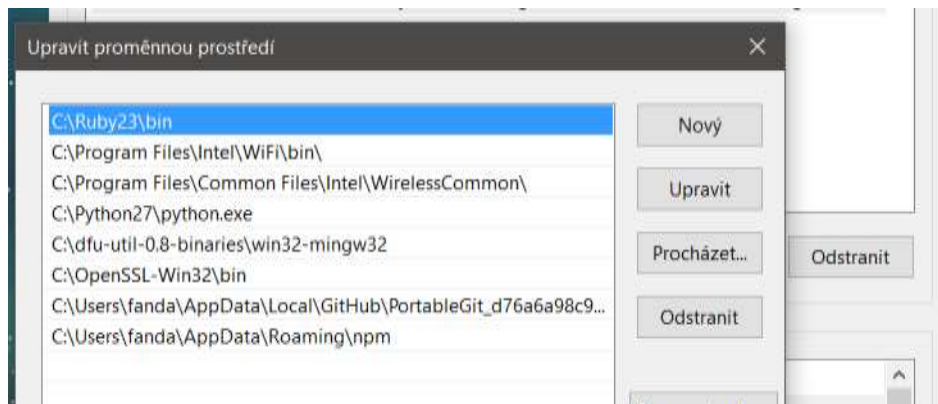 Upravit proměnnou prostředí
C:\Ruby23\bin
C:\Program Files\Intel\WiFi\bin\
C:\Program Files\Common Files\Intel\WirelessCommon\
C:\Python27\python.exe
C:\dfu-util-0.8-binaries\win32-mingw32
C:\OpenSSL-Win32\bin
C:\Users\fanda\AppData\Local\GitHub\PortableGit_d76a6a98c9...
C:\Users\fanda\AppData\Roaming\npm
Nový
Upravit
Procházet...
Odstranit
Odstranit